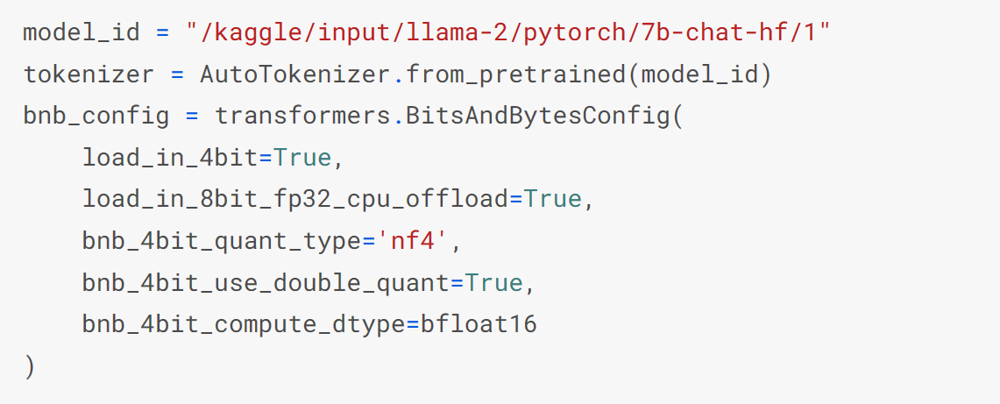 model_id = "/kaggle/input/llama-2/pytorch/7b-chat-hf/1"
tokenizer = AutoTokenizer.from_pretrained(model_id)
bnb_config = transformers.BitsAndBytesConfig(
    load_in_4bit=True,
    load_in_8bit_fp32_cpu_offload=True,
    bnb_4bit_quant_type='nf4',
    bnb_4bit_use_double_quant=True,
    bnb_4bit_compute_dtype=bfloat16
)